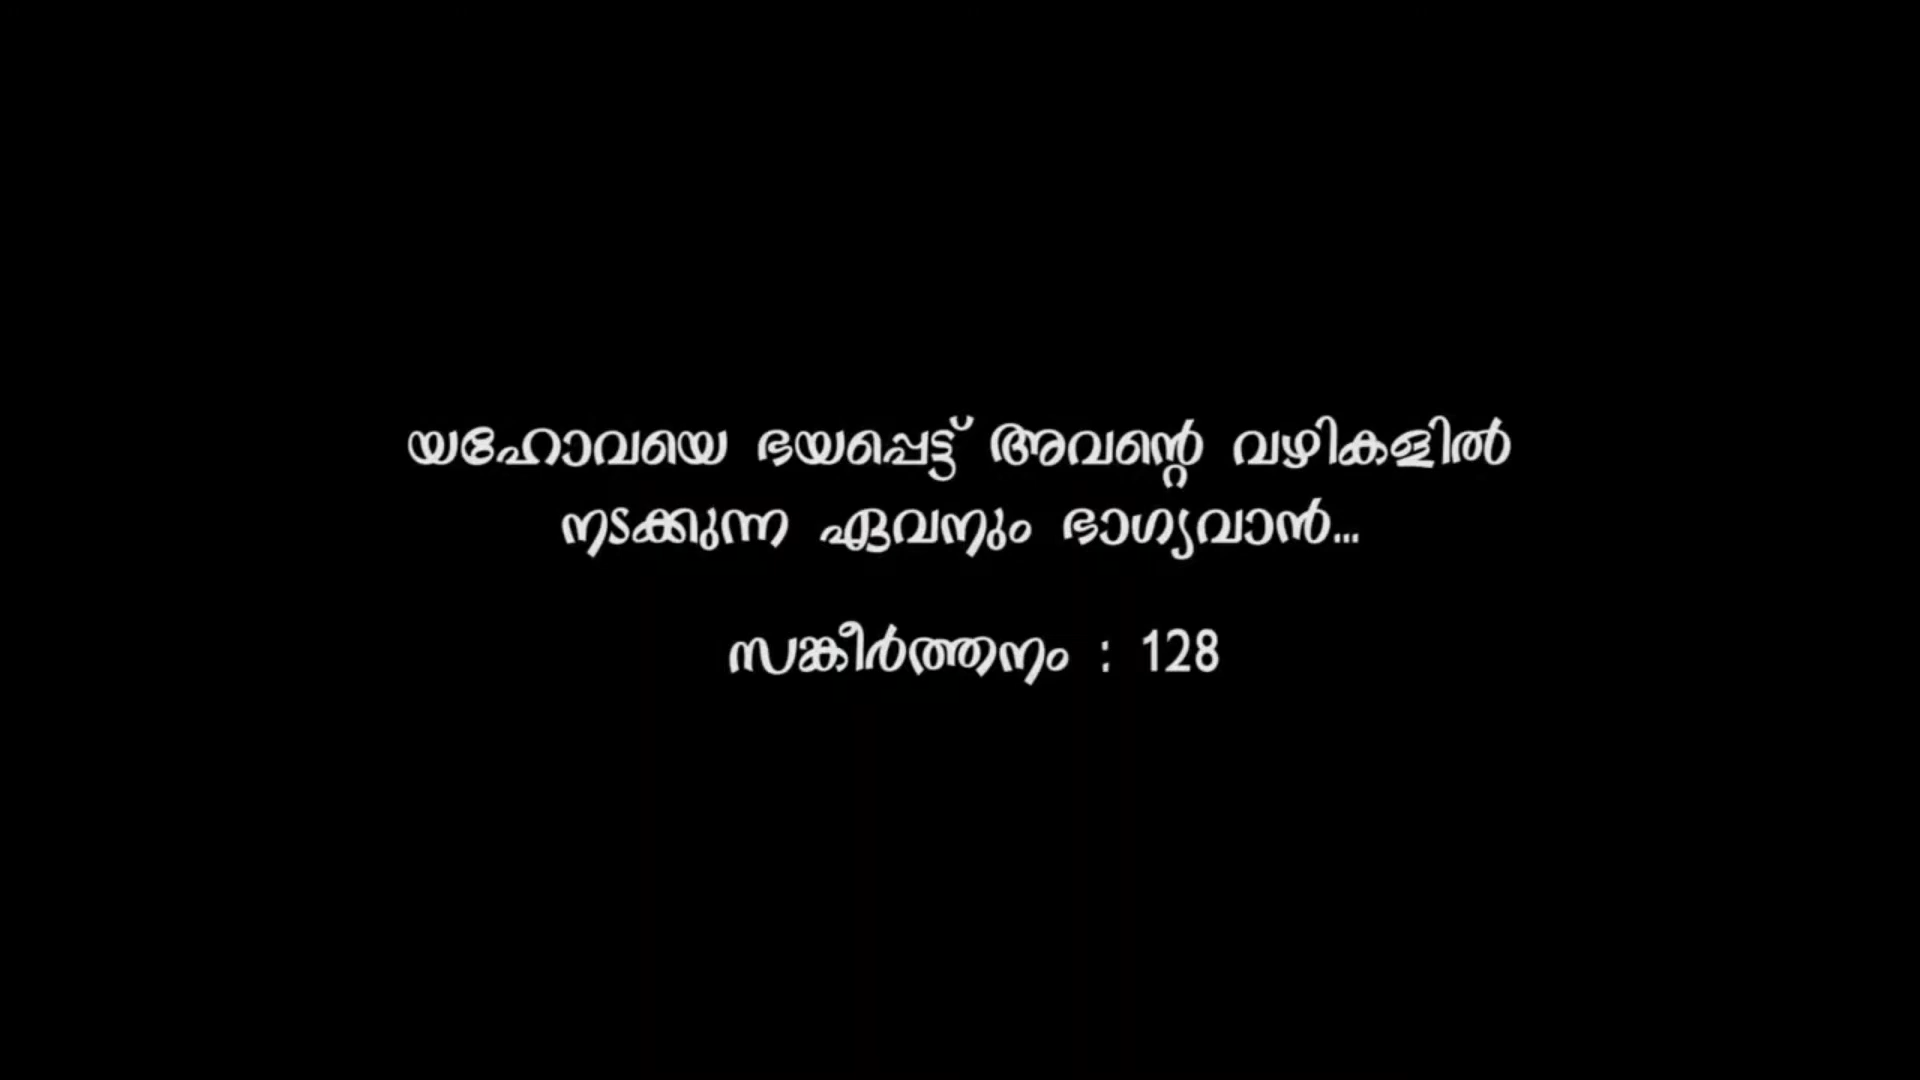 യഹോവയെ ഭയപ്പെട്ട് അവന്റെ വഴികളിൽ
നടക്കുന്ന ഏവനും ഭാഗ്യവാൻ...
സങ്കീർത്തനം : 128